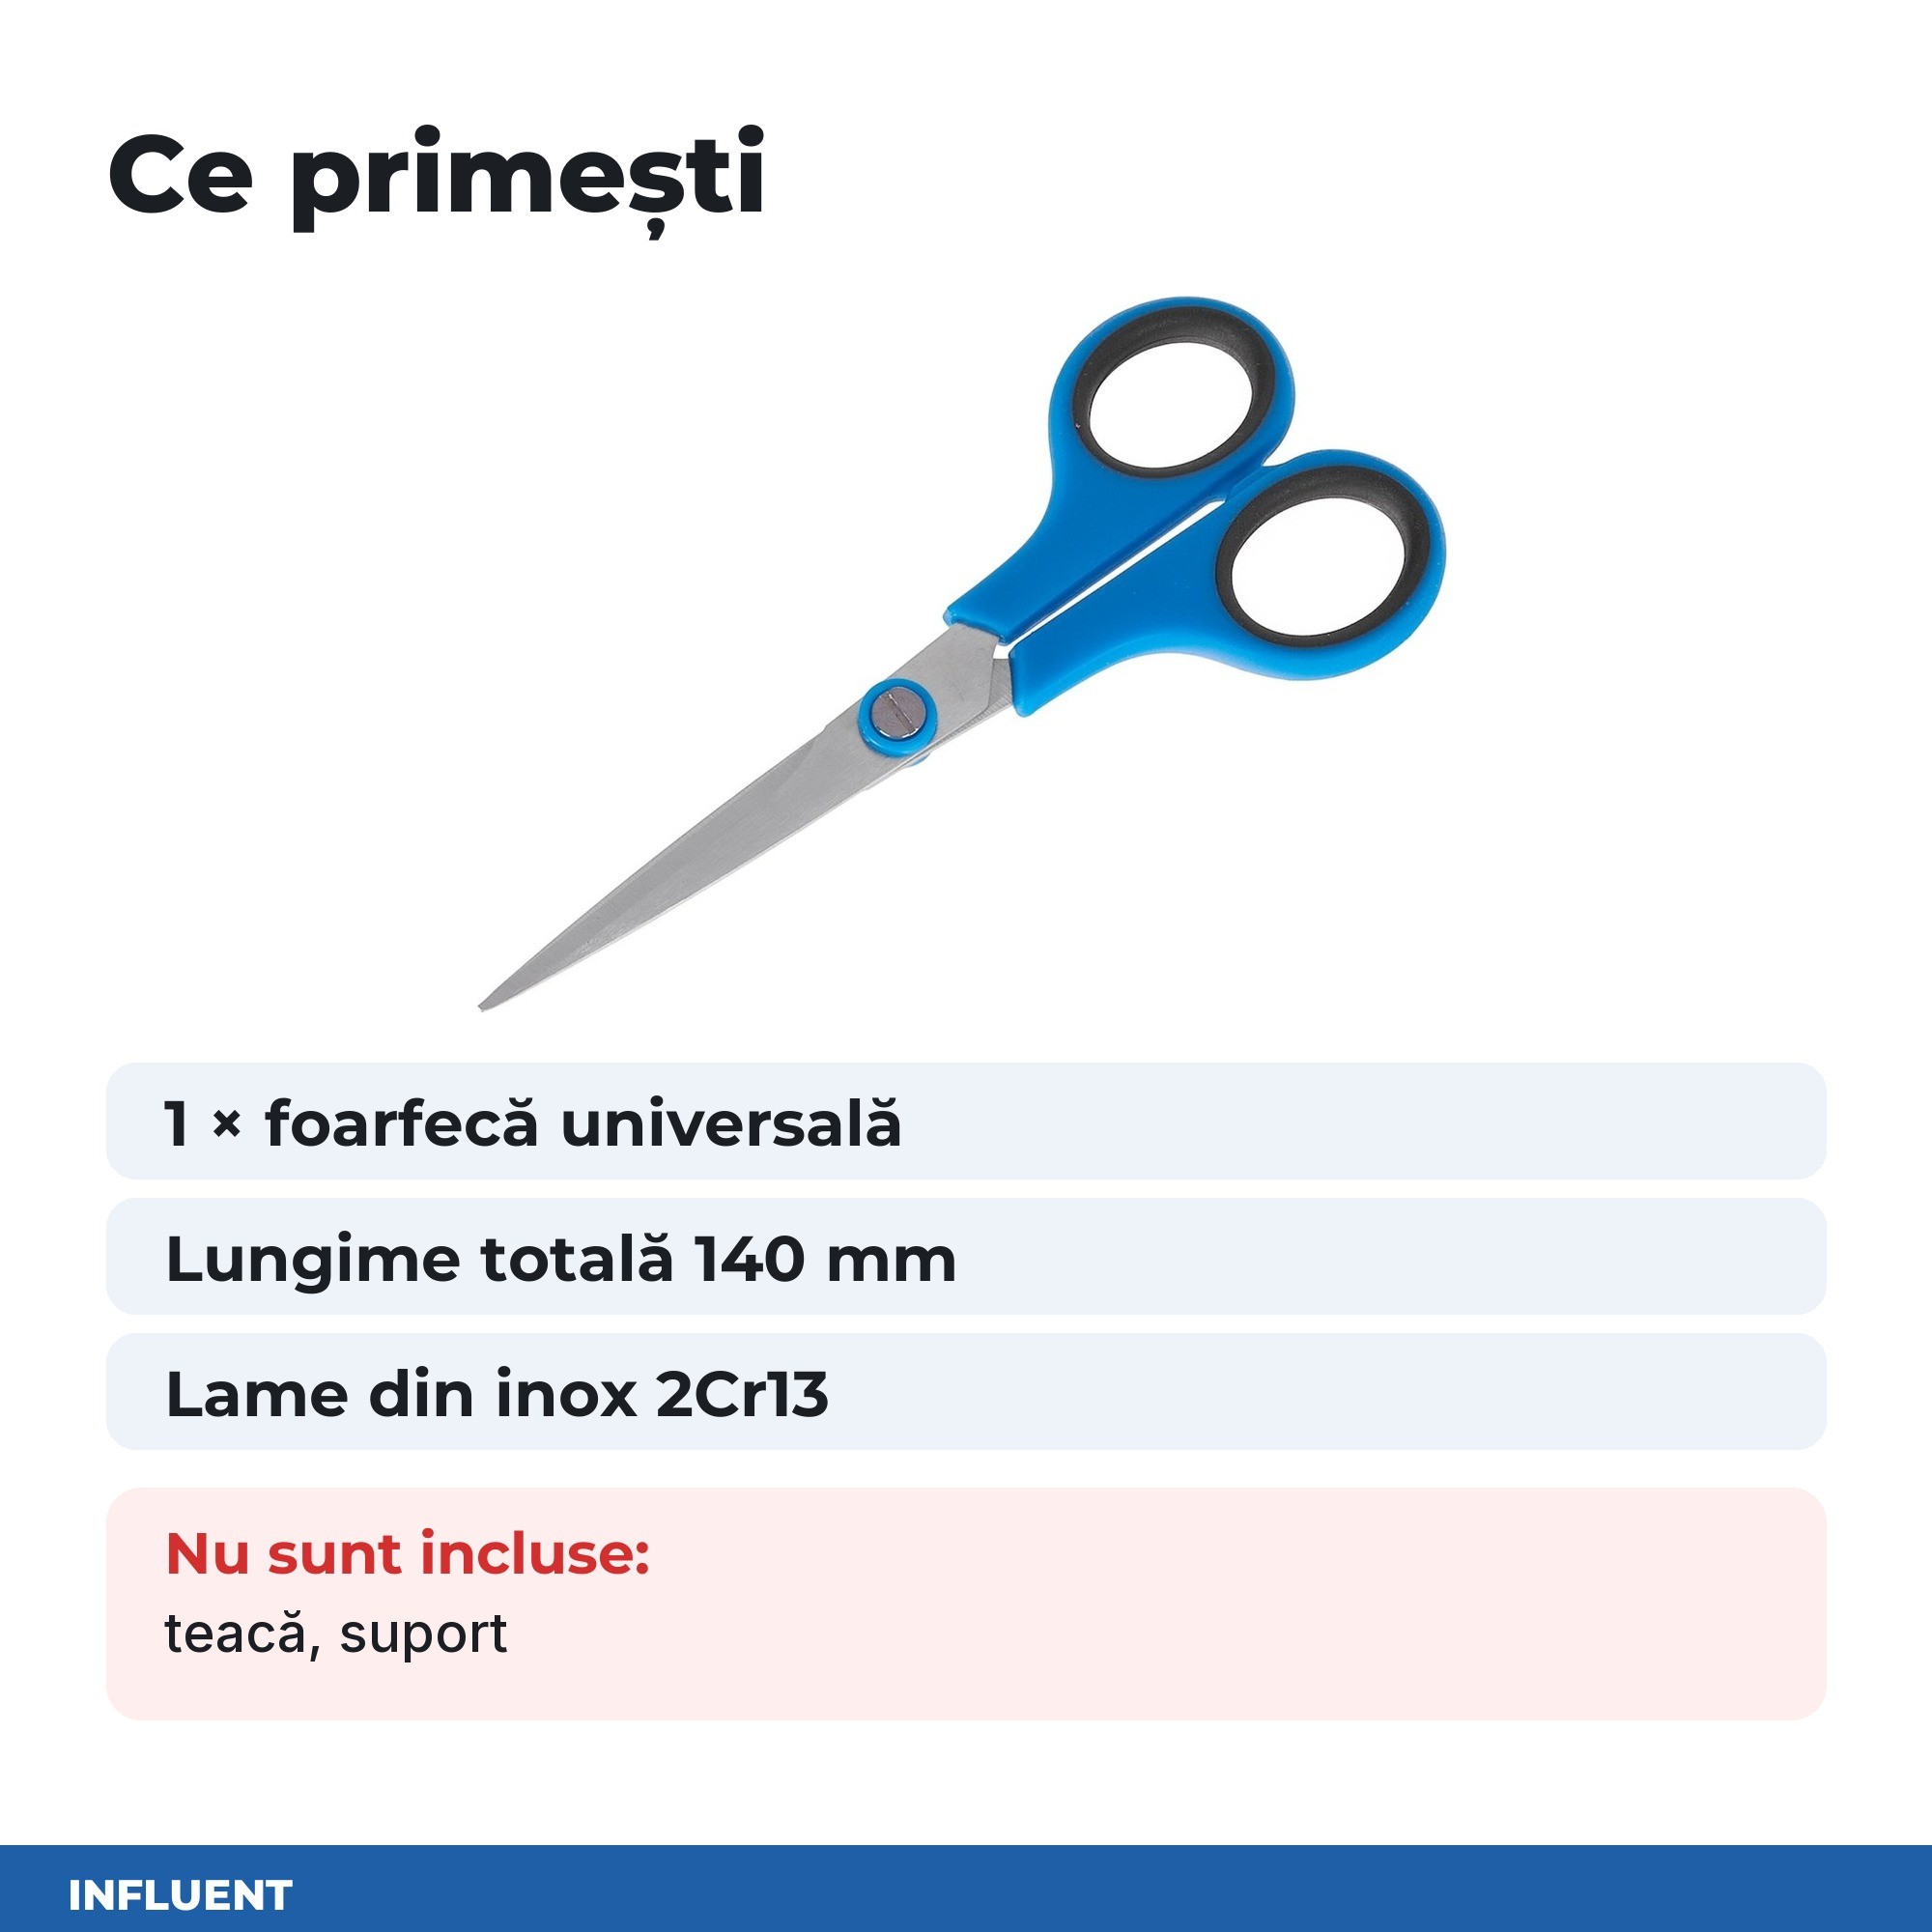 Ce primești
1 × foarfecă universală
Lungime totală 140 mm
Lame din inox 2Cr13
Nu sunt incluse:
teacă, suport
INFLUENT